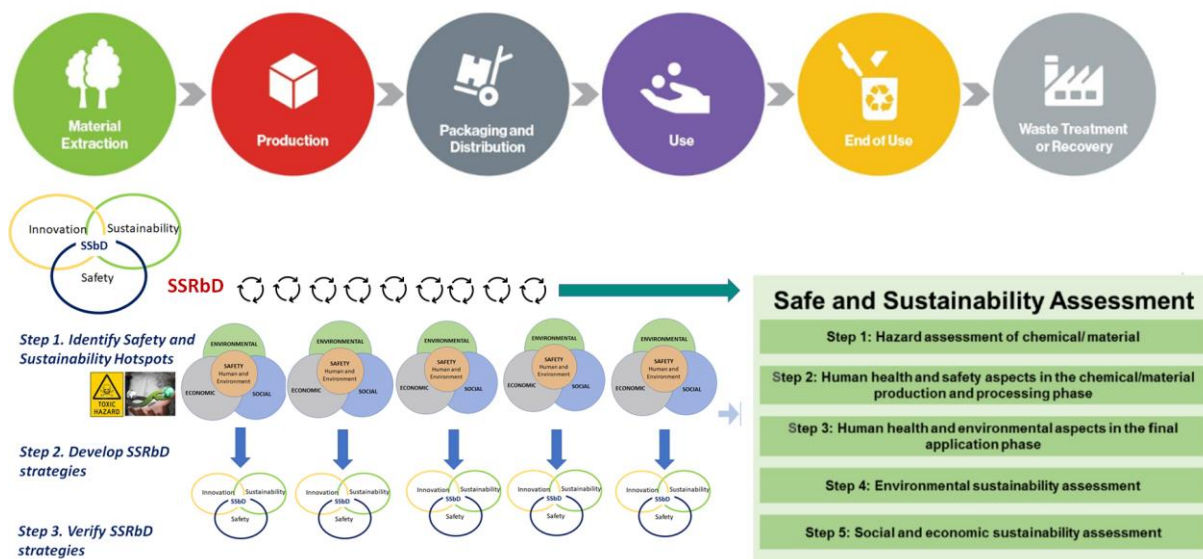 Material
Extraction
Production
Packaging and
Distribution
Use
End of Use
Waste Treatment
or Recovery
Innovation
Sustainability
SSbD
Safety
SSRbD
Safe and Sustainability Assessment
Step 1: Hazard assessment of chemical/ material
Step 2: Human health and safety aspects in the chemical/material
production and processing phase
Step 3: Human health and environmental aspects in the final
application phase
Step 4: Environmental sustainability assessment
Step 5: Social and economic sustainability assessment
Step 1. Identify Safety and
Sustainability Hotspots
TOXIC
HAZARD
ENVIRONMENTAL
SAFETY
Human and
Environment
ECONOMIC
SOCIAL
ENVIRONMENTAL
SAFETY
Human and
Environment
ECONOMIC
SOCIAL
ENVIRONMENTAL
SAFETY
Human and
Environment
ECONOMIC
SOCIAL
ENVIRONMENTAL
SAFETY
Human and
Environment
ECONOMIC
SOCIAL
ENVIRONMENTAL
SAFETY
Human and
Environment
ECONOMIC
SOCIAL
Step 2. Develop SSRbD
strategies
Innovation
Sustainability
SSbD
Safety
Innovation
Sustainability
SSbD
Safety
Innovation
Sustainability
SSbD
Safety
Innovation
Sustainability
SSbD
Safety
Innovation
Sustainability
SSbD
Safety
Step 3. Verify SSRbD
strategies